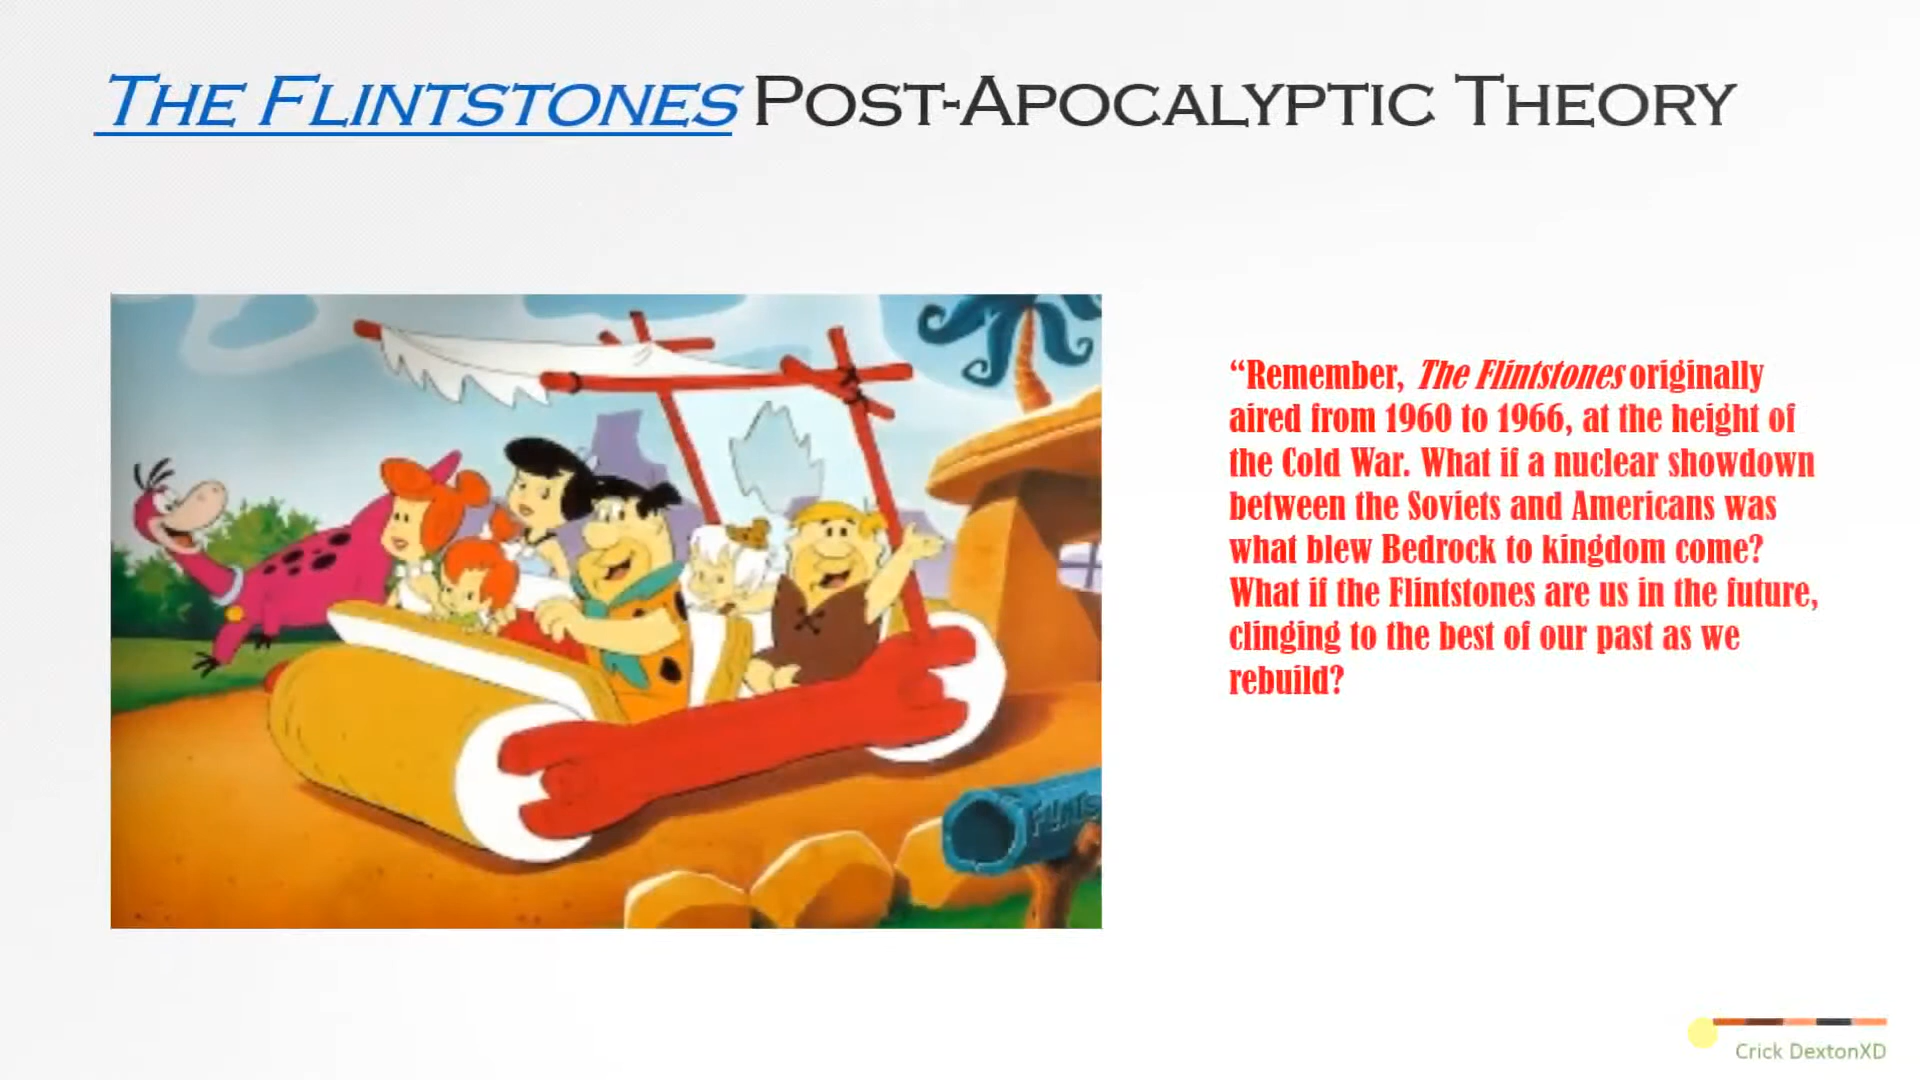 The Flintstones Post-Apocalyptic Theory
“Remember, The Flintstones originally
aired from 1960 to 1966, at the height of
the Cold War. What if a nuclear showdown
between the Soviets and Americans was
what blew Bedrock to kingdom come?
What if the Flintstones are us in the future,
clinging to the best of our past as we
rebuild?
FLINTS
Crick DextonXD